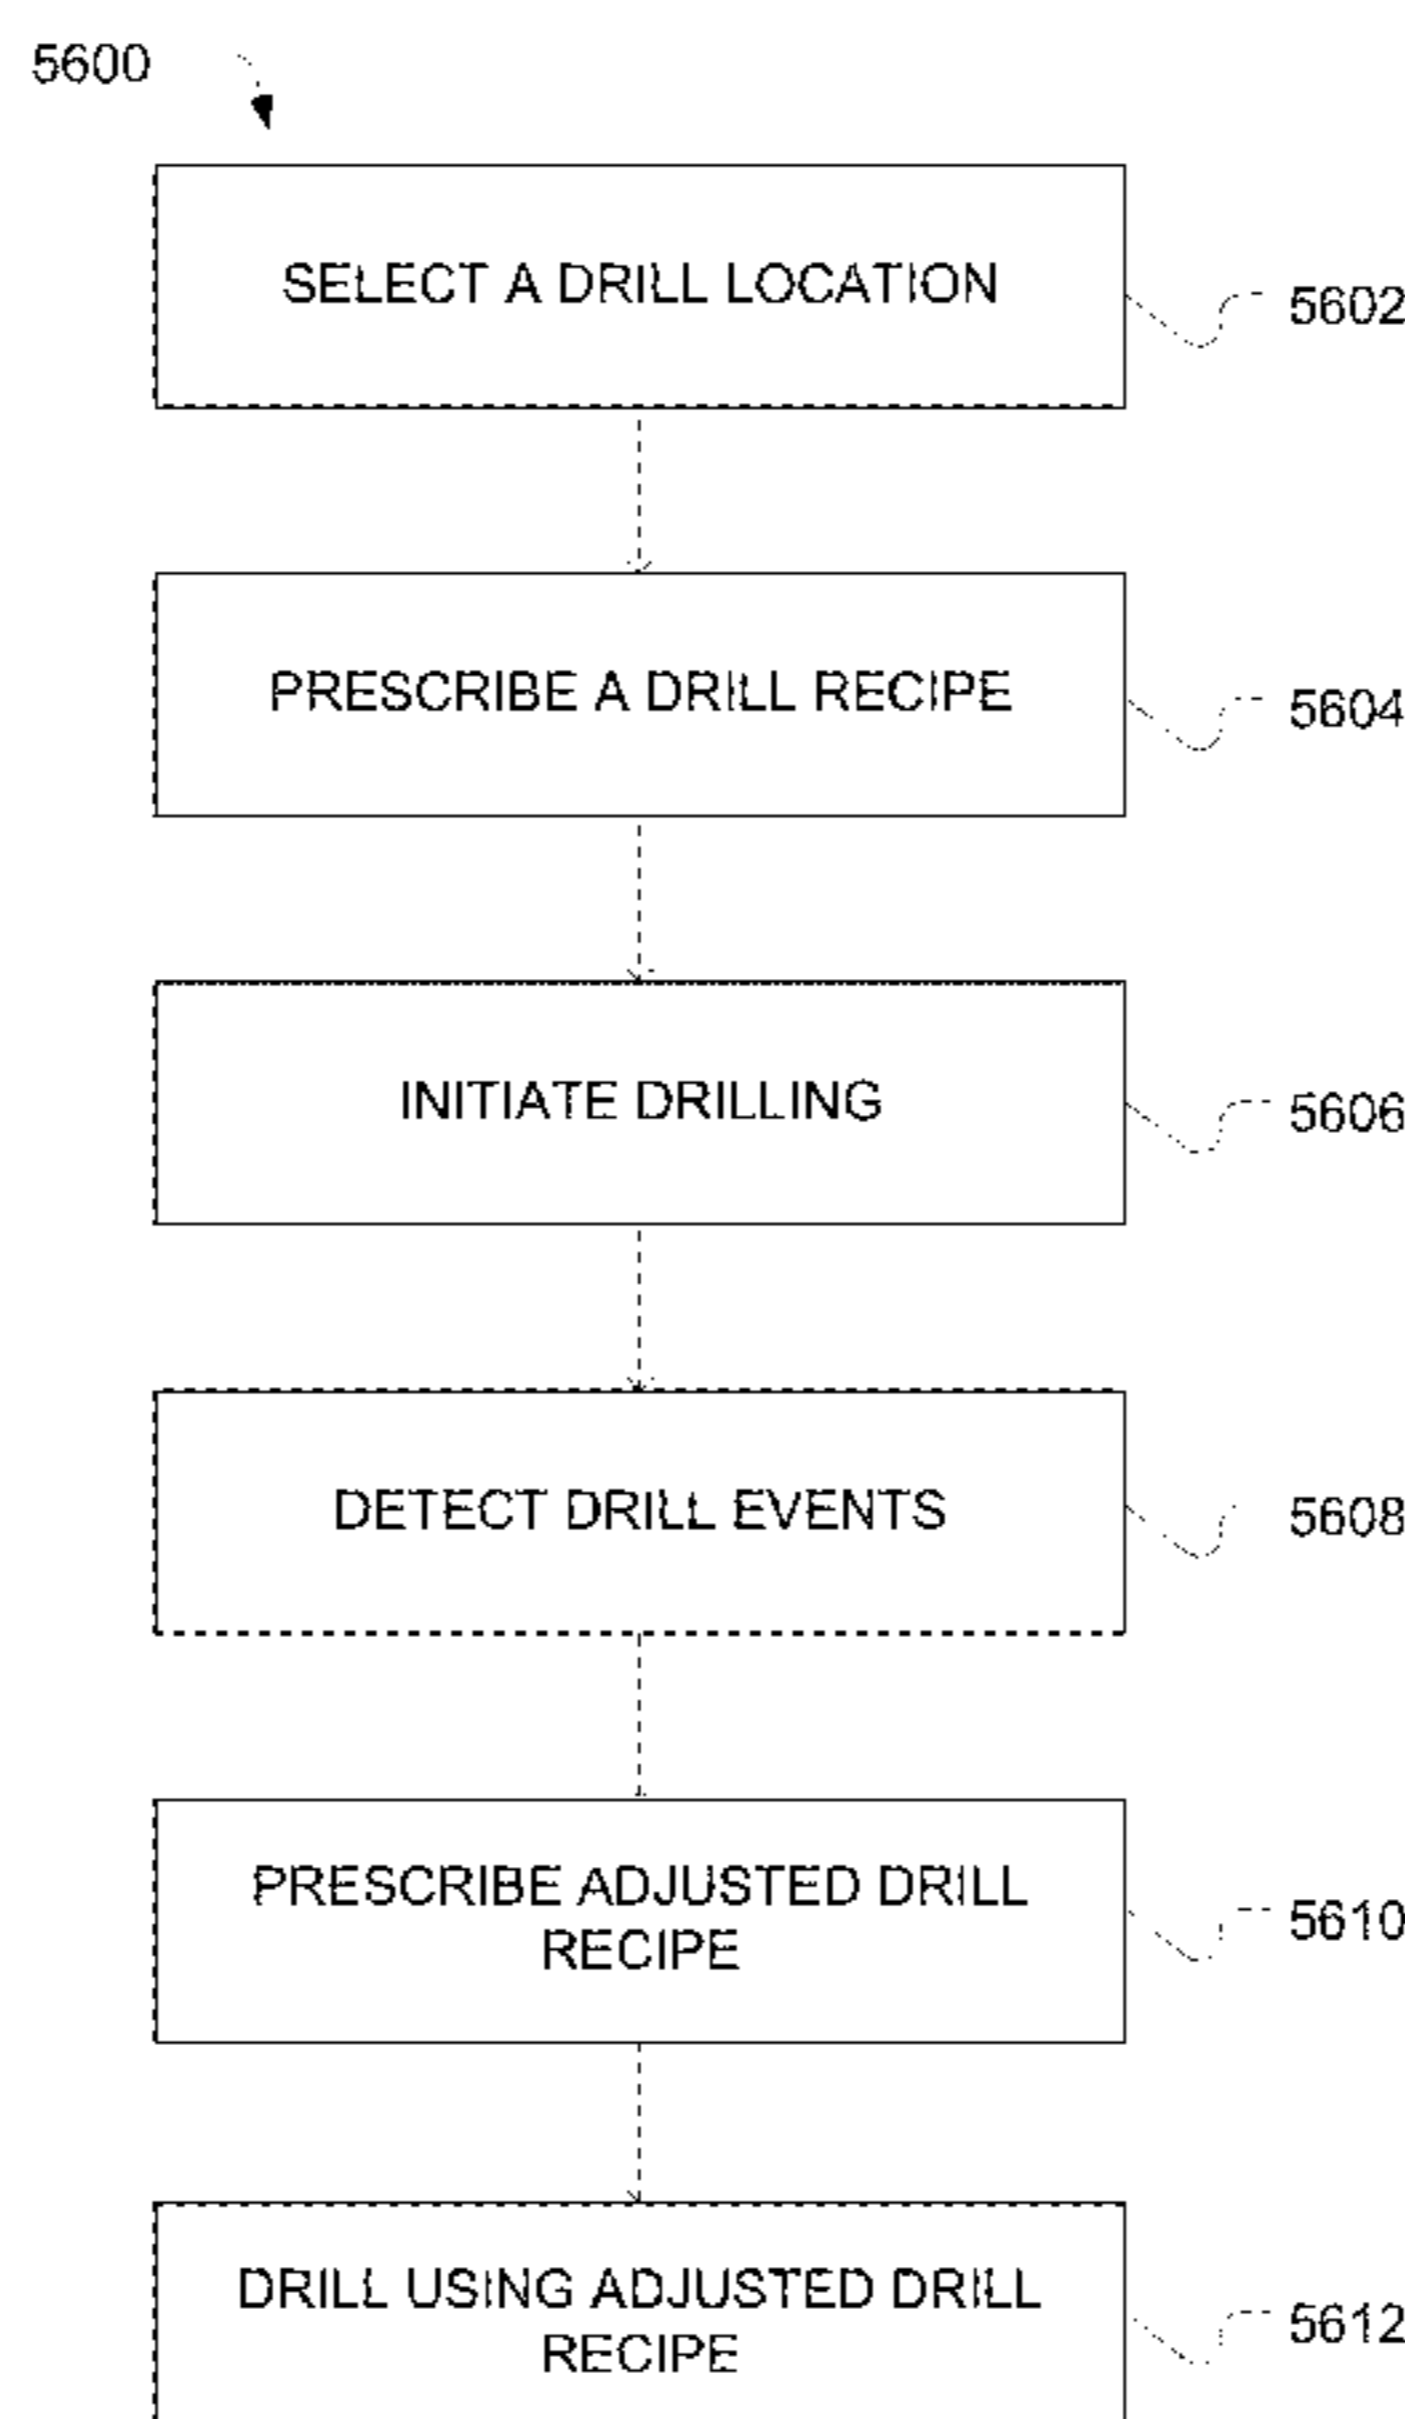 5600
SELECT A DRILL LOCATION
5602
PRESCRIBE A DRILL RECIPE
5604
INITIATE DRILLING
5606
DETECT DRILL EVENTS
5608
PRESCRIBE ADJUSTED DRILL
RECIPE
5610
DRILL USING ADJUSTED DRILL
RECIPE
5612